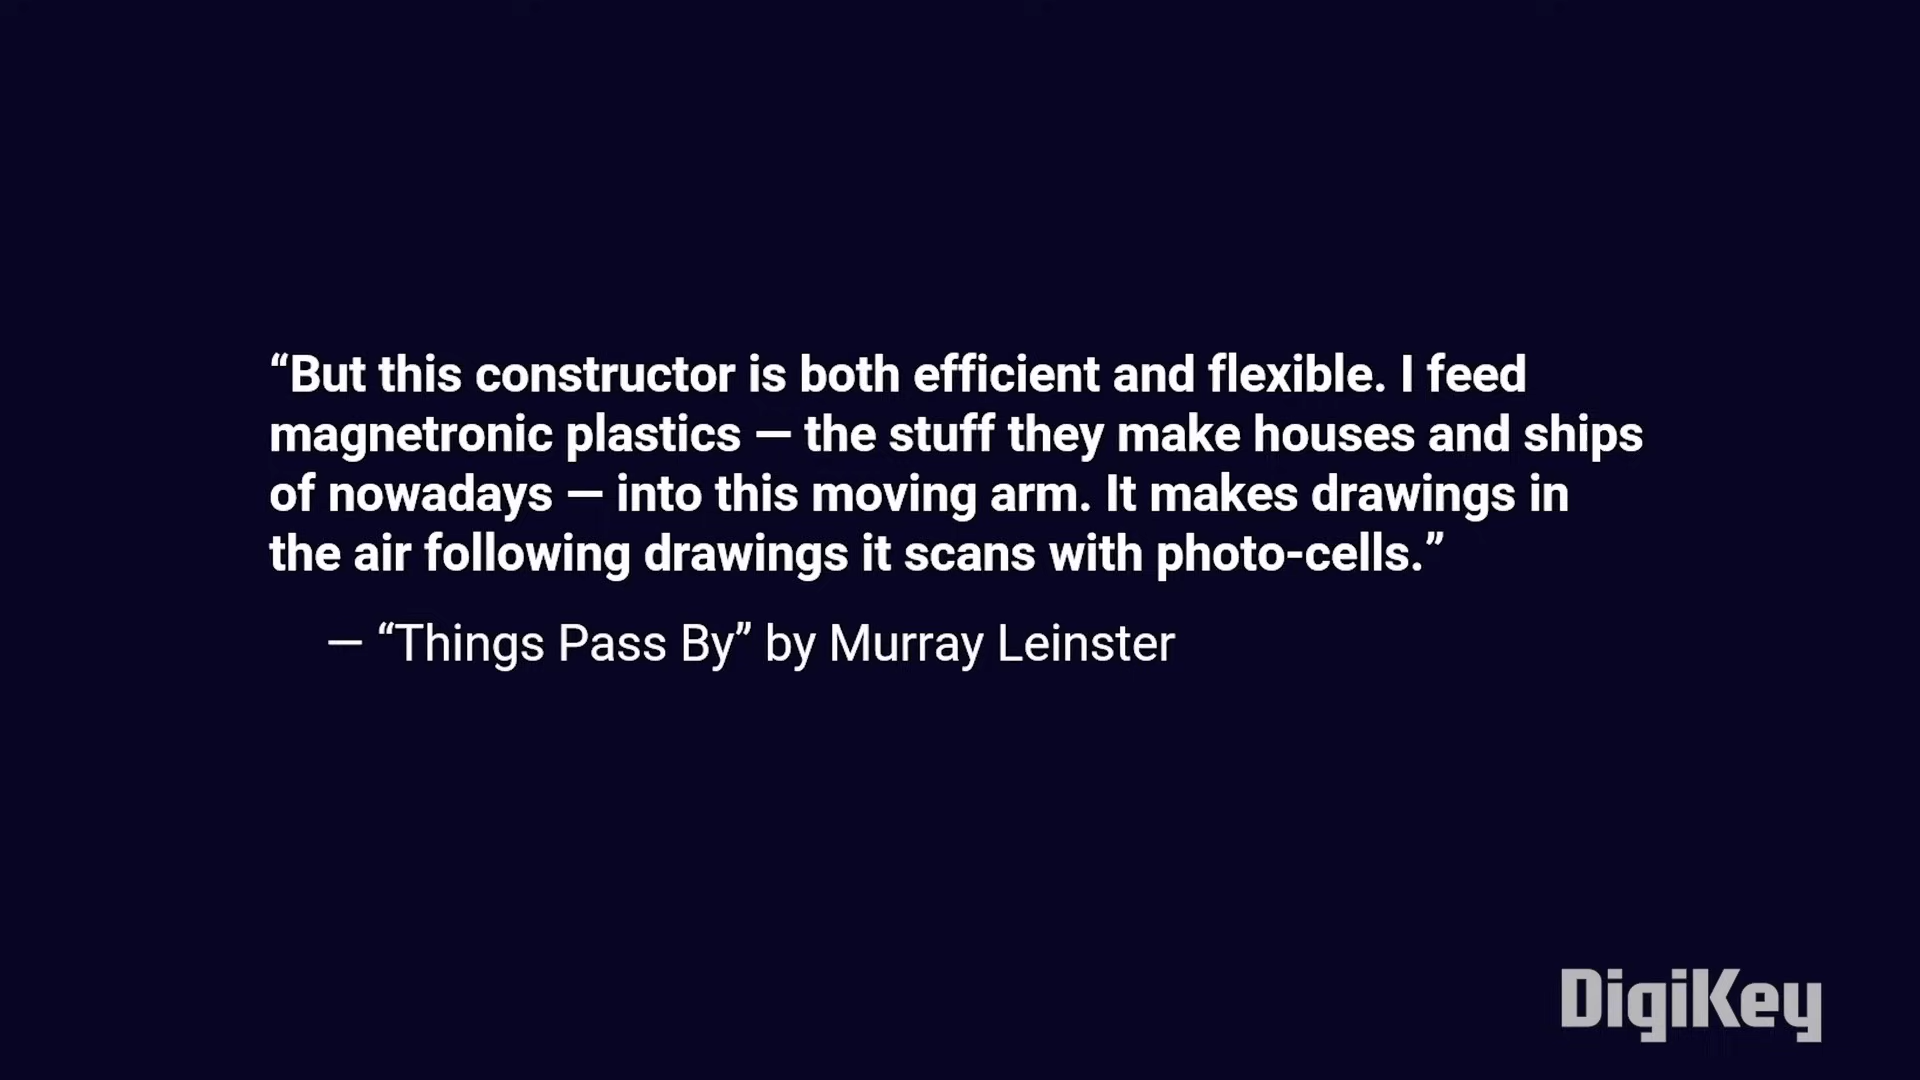 “But this constructor is both efficient and flexible. I feed
magnetronic plastics — the stuff they make houses and ships
of nowadays — into this moving arm. It makes drawings in
the air following drawings it scans with photo-cells.”
— “Things Pass By” by Murray Leinster
DigiKey